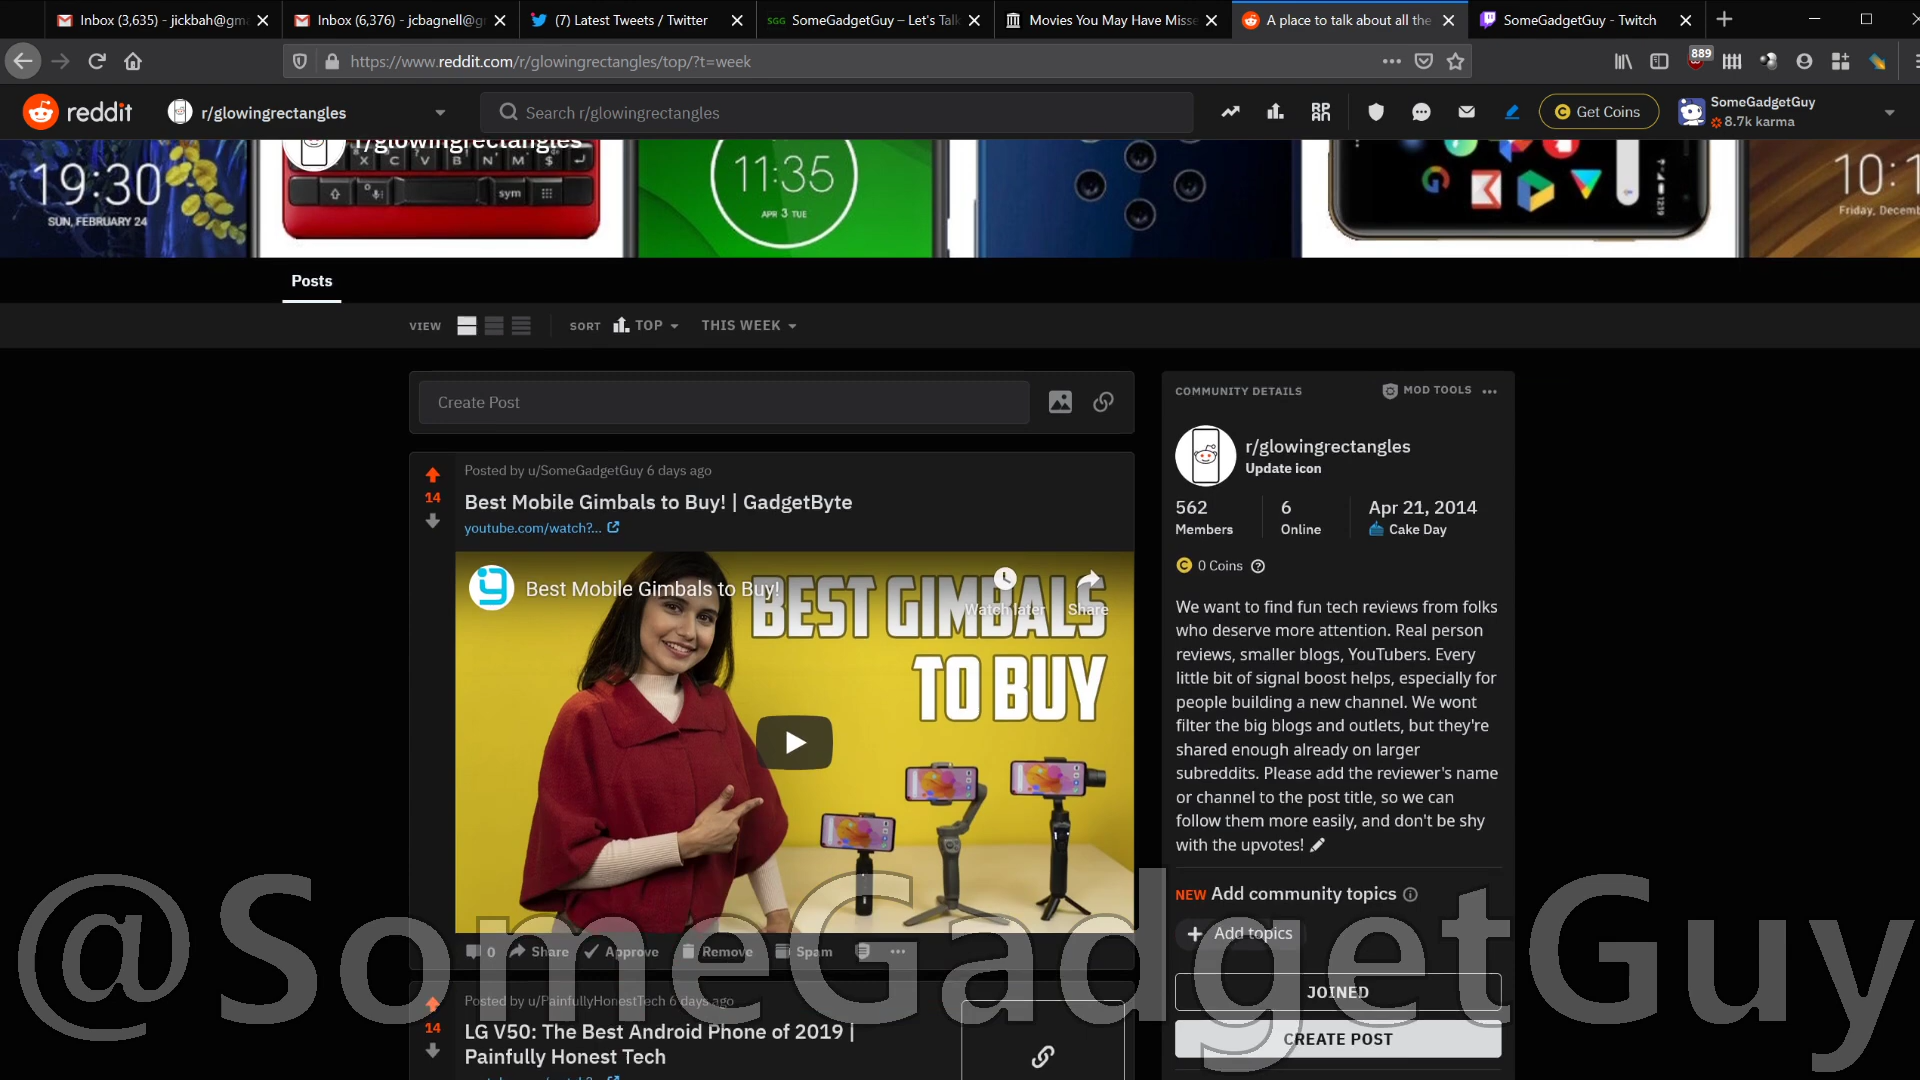 Inbox (3,635) - jickbah@gma
Inbox (6,376) - jcbagnell@gr
(7) Latest Tweets / Twitter
SGG SomeGadgetGuy – Let's Talk
Movies You May Have Misse
A place to talk about all the
SomeGadgetGuy - Twitch
https://www.reddit.com/r/glowingrectangles/top/?t=week
889
reddit
r/glowingrectangles
Search r/glowingrectangles
Get Coins
SomeGadgetGuy
8.7k karma
r/glowingrectangles
19:30
SUN, FEBRUARY 24
X C V B N M $
sym
11:35
APR 3 TUE
1219
10:1
Friday, Decemb
Posts
VIEW
SORT TOP THIS WEEK
Create Post
14
Posted by u/SomeGadgetGuy 6 days ago
Best Mobile Gimbals to Buy! | GadgetByte
youtube.com/watch?...
Best Mobile Gimbals to Buy!
Watch later
Share
BEST GIMBALS
TO BUY
0 Share Approve Remove Spam
14
Posted by u/PainfullyHonestTech 6 days ago
LG V50: The Best Android Phone of 2019 |
Painfully Honest Tech
COMMUNITY DETAILS
MOD TOOLS
r/glowingrectangles
Update icon
562
Members
6
Online
Apr 21, 2014
Cake Day
0 Coins
We want to find fun tech reviews from folks
who deserve more attention. Real person
reviews, smaller blogs, YouTubers. Every
little bit of signal boost helps, especially for
people building a new channel. We wont
filter the big blogs and outlets, but they're
shared enough already on larger
subreddits. Please add the reviewer's name
or channel to the post title, so we can
follow them more easily, and don't be shy
with the upvotes!
NEW Add community topics
Add topics
JOINED
CREATE POST
@SomeGadgetGuy